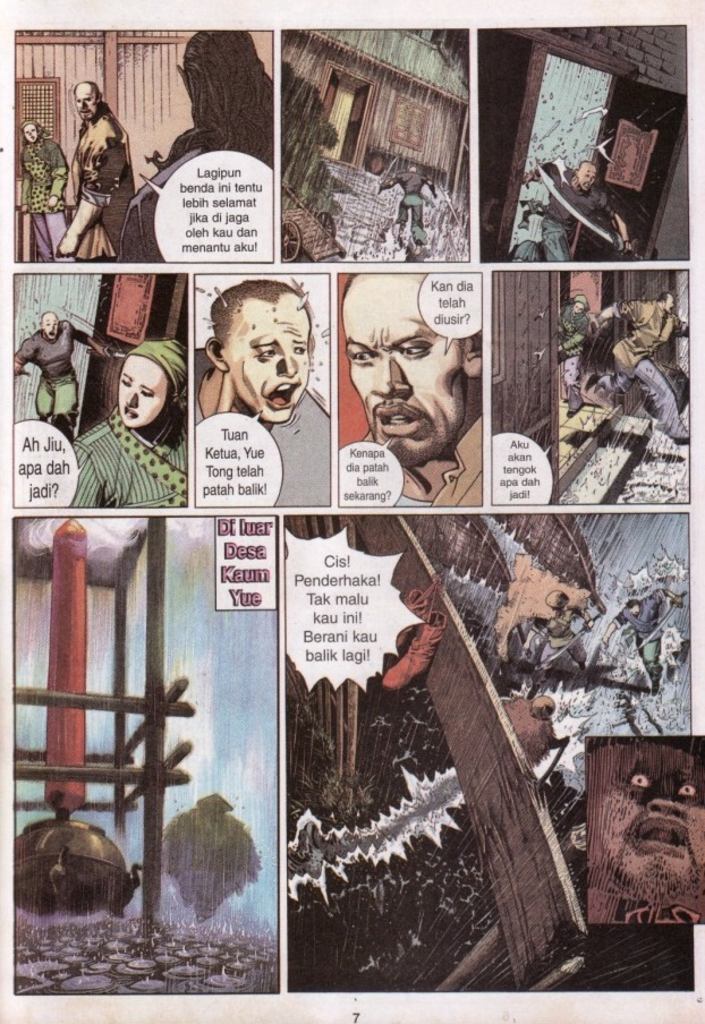 Lagipun
benda ini tentu
lebih selamat
jika di jaga
oleh kau dan
menantu aku!
Ah Jiu,
apa dah
jadi?
Tuan
Ketua, Yue
Tong telah
patah balik!
Kan dia
telah
diusir?
Kenapa
dia patah
balik
sekarang?
Aku
akan
tengok
apa dah
jadi!
Di luar
Desa
Kaum
Yue
Cis!
Penderhaka!
Tak malu
kau ini!
Berani kau
balik lagi!
7